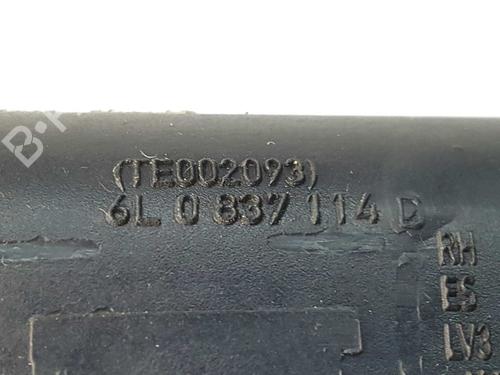 (TE002093)
6L 0 837 114 D
RH
ES
LV3
B-P